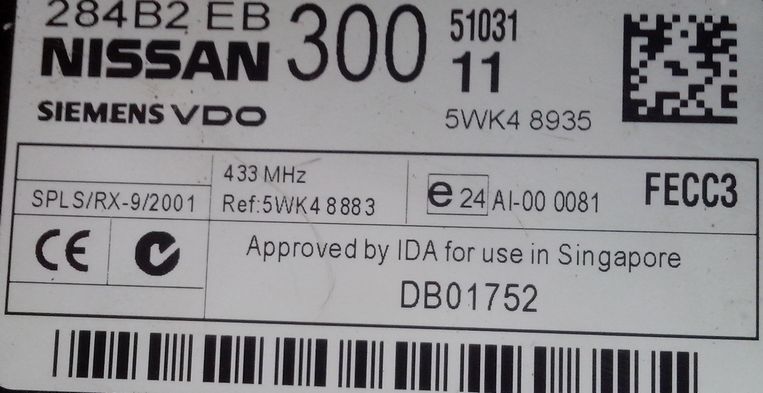 284B2 EB 300 51031
NISSAN 11
SIEMENS VDO 5WK4 8935
433 MHz
SPLS/RX-9/2001 Ref:5WK4 8883 e 24 AI-00 0081 FECC3
CE Approved by IDA for use in Singapore
DB01752